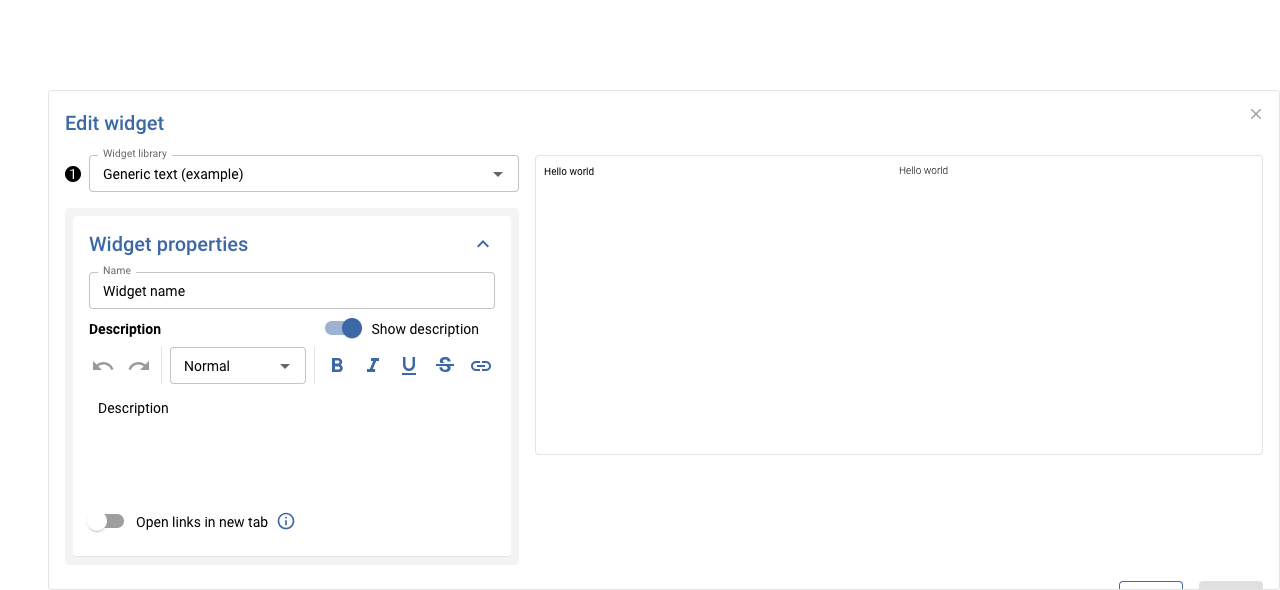 Edit widget
Widget library
1
Generic text (example)
Hello world
Hello world
Widget properties
Name
Widget name
Description
Show description
Normal
B I U S
Description
Open links in new tab